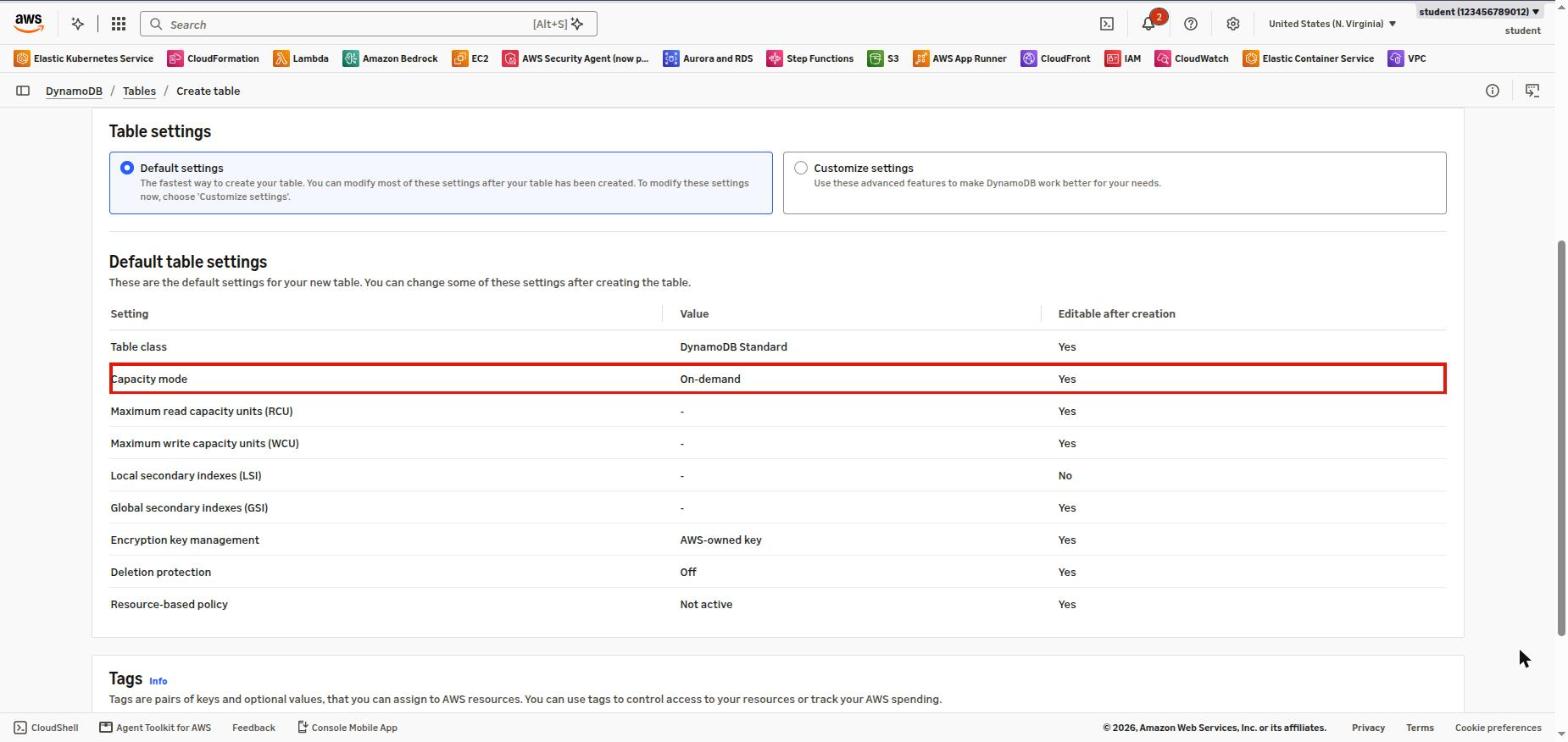 aws
Search
[Alt+S]
2
United States (N. Virginia)
student (123456789012)
student
Elastic Kubernetes Service
CloudFormation
Lambda
Amazon Bedrock
EC2
AWS Security Agent (now p...
Aurora and RDS
Step Functions
S3
AWS App Runner
CloudFront
IAM
CloudWatch
Elastic Container Service
VPC
DynamoDB / Tables / Create table
Table settings
Default settings
The fastest way to create your table. You can modify most of these settings after your table has been created. To modify these settings
now, choose 'Customize settings'.
Customize settings
Use these advanced features to make DynamoDB work better for your needs.
Default table settings
These are the default settings for your new table. You can change some of these settings after creating the table.
Setting Value Editable after creation
Table class DynamoDB Standard Yes
Capacity mode On-demand Yes
Maximum read capacity units (RCU) - Yes
Maximum write capacity units (WCU) - Yes
Local secondary indexes (LSI) - No
Global secondary indexes (GSI) - Yes
Encryption key management AWS-owned key Yes
Deletion protection Off Yes
Resource-based policy Not active Yes
Tags Info
Tags are pairs of keys and optional values, that you can assign to AWS resources. You can use tags to control access to your resources or track your AWS spending.
CloudShell
Agent Toolkit for AWS
Feedback
Console Mobile App
© 2026, Amazon Web Services, Inc. or its affiliates.
Privacy
Terms
Cookie preferences